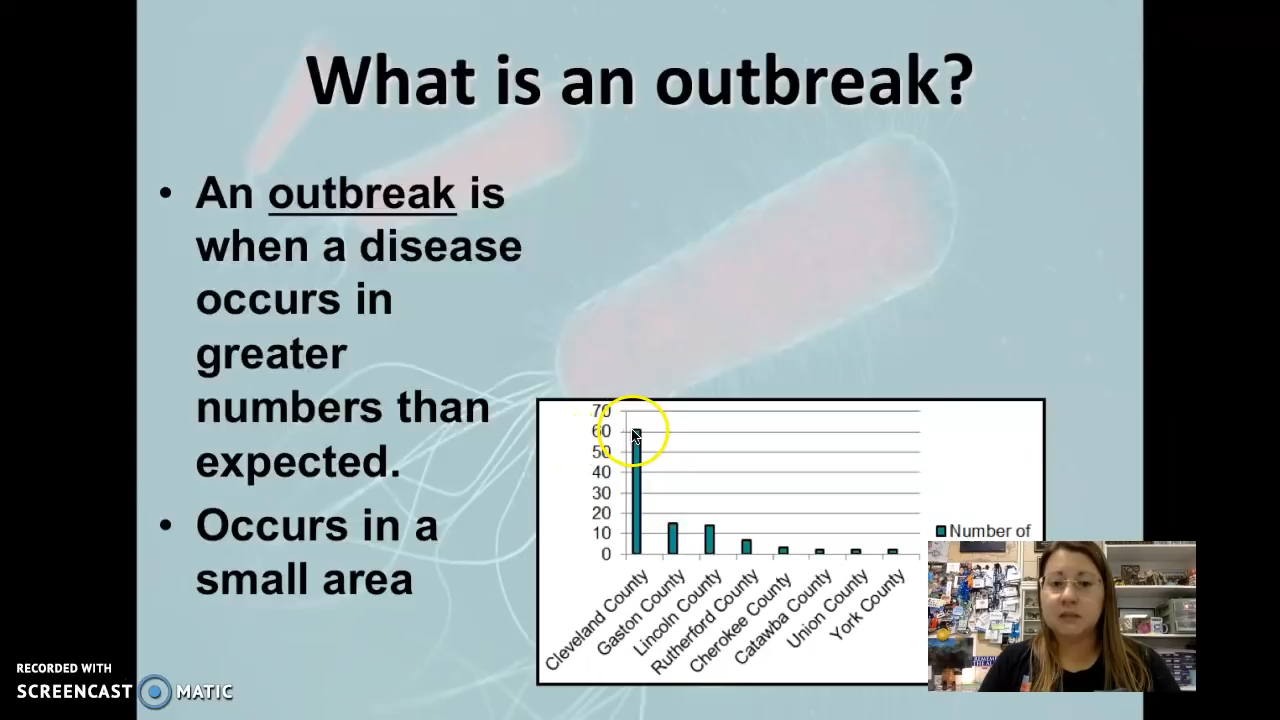 What is an outbreak?
• An outbreak is
when a disease
occurs in
greater
numbers than
expected.
• Occurs in a
small area
70
60
50
40
30
20
10
0
Cleveland County
Gaston County
Lincoln County
Rutherford County
Cherokee County
Catawba County
Union County
York County
Number of
RECORDED WITH
SCREENCAST MATIC